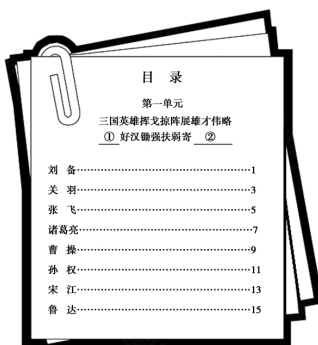 目 录
第一单元
三国英雄挥戈掠阵展雄才伟略
①好汉锄强扶弱寄②
刘 备……………………………………1
关 羽……………………………………3
张 飞……………………………………5
诸葛亮……………………………………7
曹 操……………………………………9
孙 权……………………………………11
宋 江……………………………………13
鲁 达……………………………………15